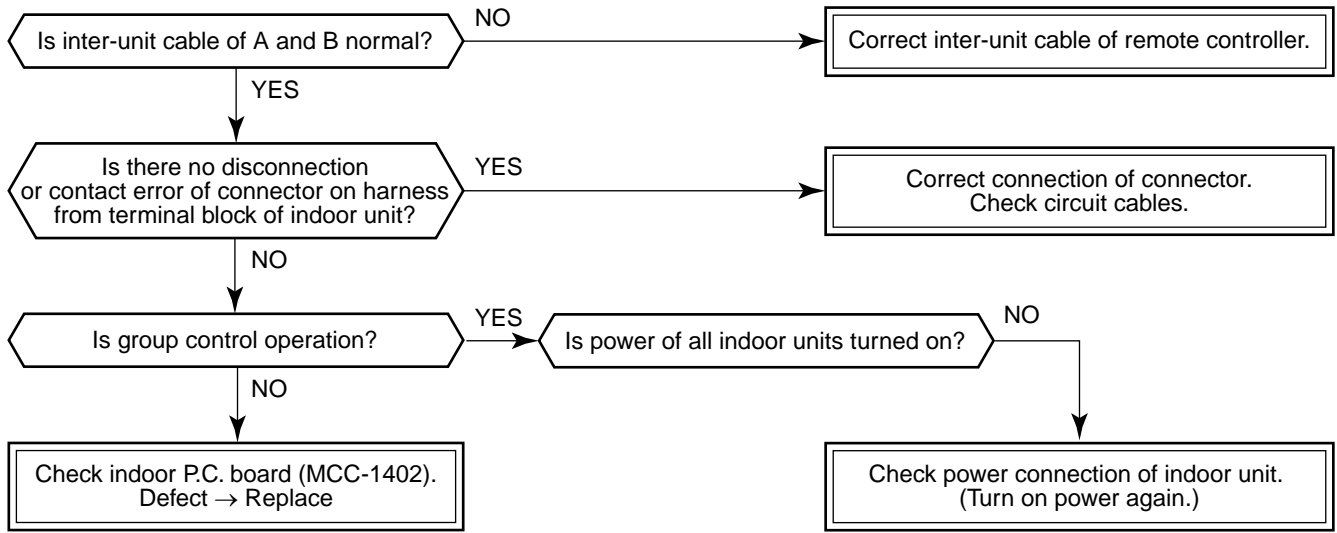 Is inter-unit cable of A and B normal?
NO
Correct inter-unit cable of remote controller.
YES
Is there no disconnection
or contact error of connector on harness
from terminal block of indoor unit?
YES
Correct connection of connector.
Check circuit cables.
NO
Is group control operation?
YES
Is power of all indoor units turned on?
NO
NO
Check indoor P.C. board (MCC-1402).
Defect → Replace
Check power connection of indoor unit.
(Turn on power again.)